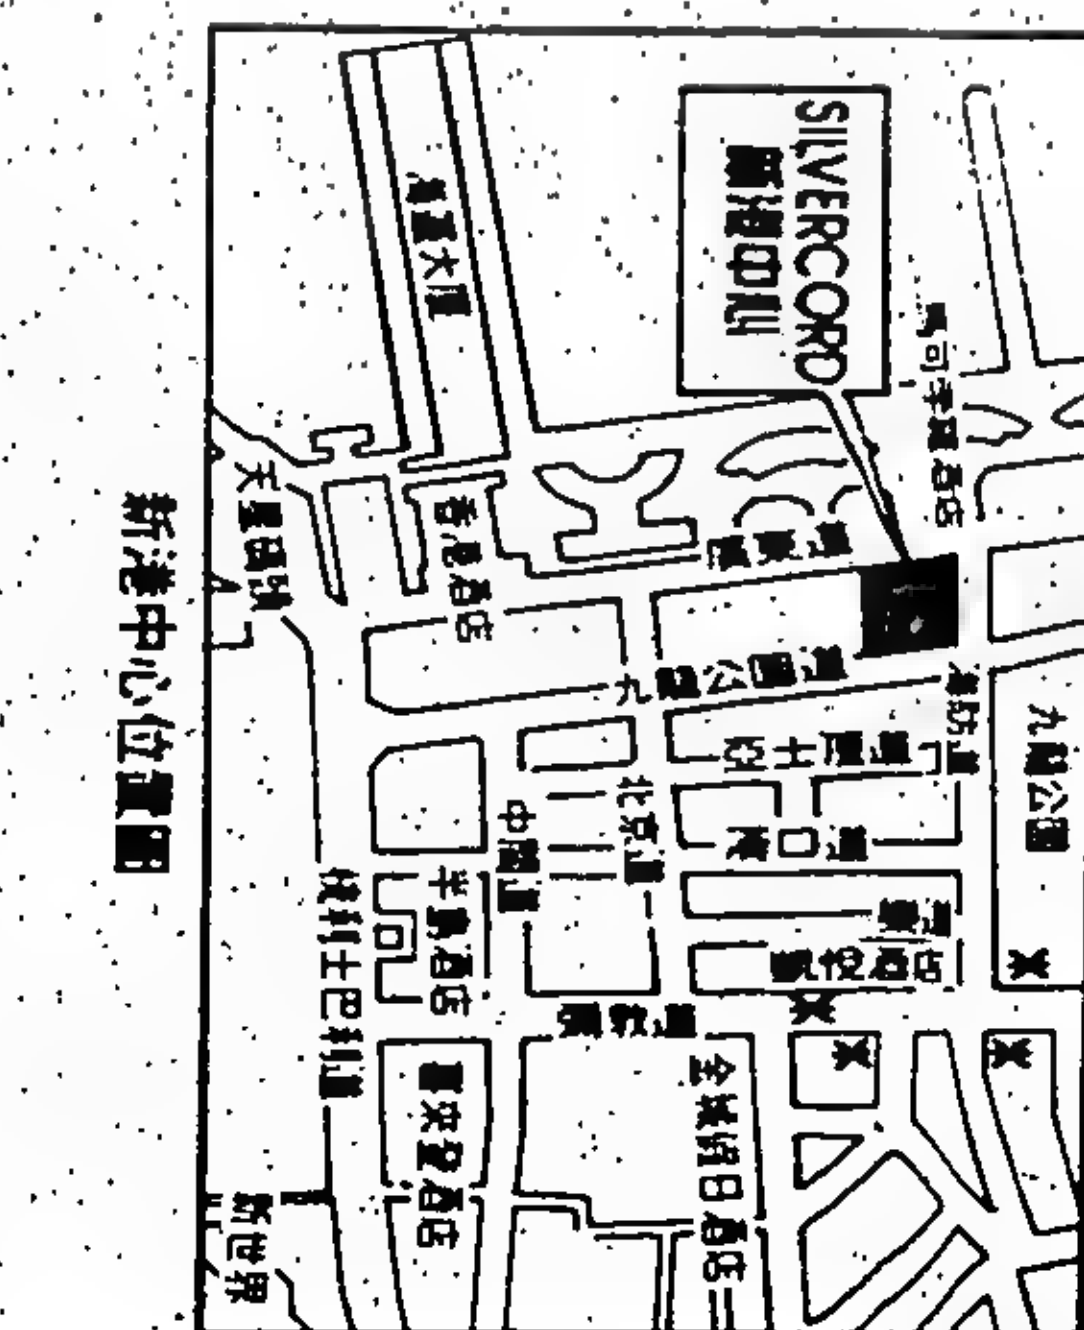 SILVERCORD
新港中心
海運大厦
馬可孛羅酒店
天星碼頭
香港酒店
廣東道
九龍公園道
海防道
九龍公園
亞士厘道
北京道
中間道
漢口道
半島酒店
梳利士巴利道
凱悅酒店
彌敦道
喜來登酒店
金域假日酒店
新世界
新港中心位置圖